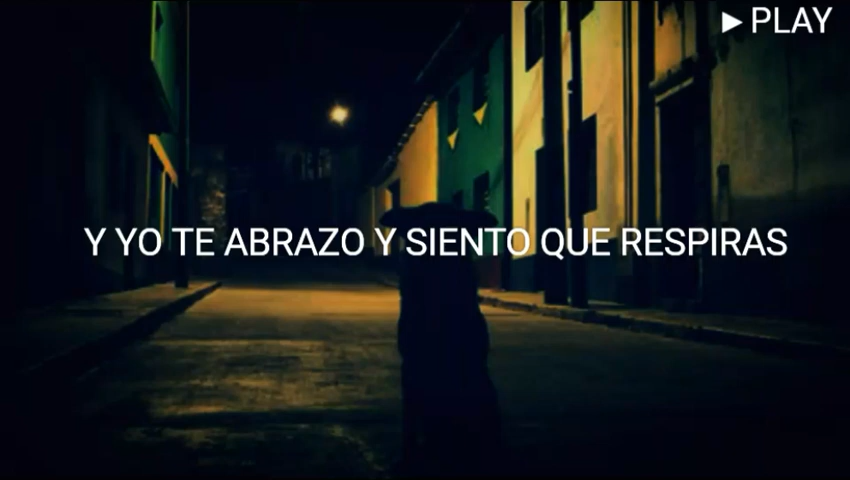 ▶ PLAY
Y YO TE ABRAZO Y SIENTO QUE RESPIRAS